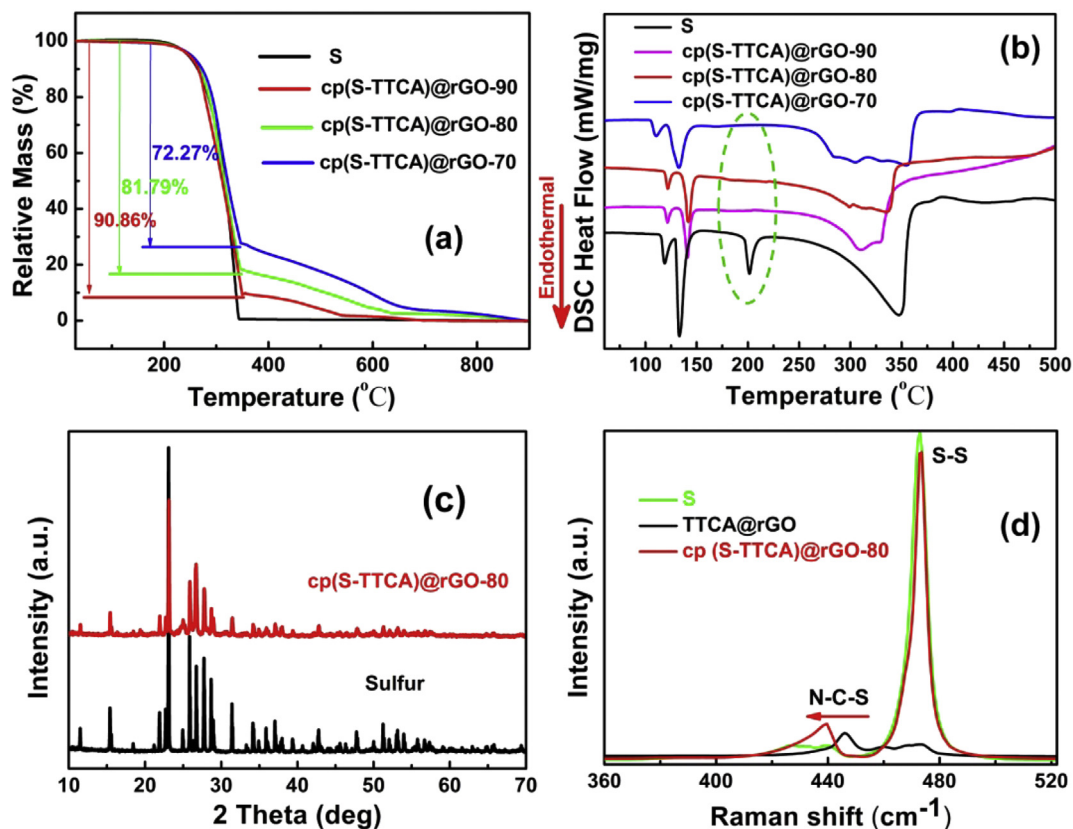 (a)
100
80
60
40
20
0
Relative Mass (%)
S
cp(S-TTCA)@rGO-90
cp(S-TTCA)@rGO-80
cp(S-TTCA)@rGO-70
72.27%
81.79%
90.86%
200 400 600 800
Temperature (°C)
(b)
DSC Heat Flow (mW/mg)
Endothermal
S
cp(S-TTCA)@rGO-90
cp(S-TTCA)@rGO-80
cp(S-TTCA)@rGO-70
100 150 200 250 300 350 400 450 500
Temperature (°C)
(c)
Intensity (a.u.)
cp(S-TTCA)@rGO-80
Sulfur
10 20 30 40 50 60 70
2 Theta (deg)
(d)
Intensity (a.u.)
S-S
S
TTCA@rGO
cp (S-TTCA)@rGO-80
N-C-S
360 400 440 480 520
Raman shift (cm-1)